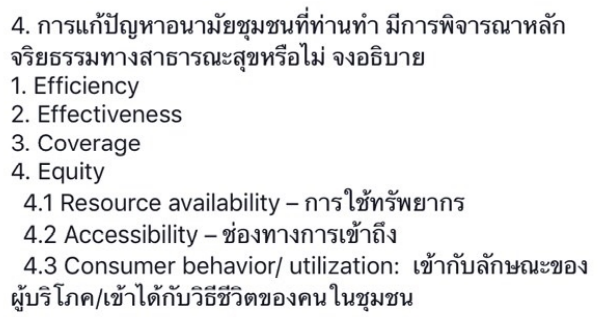 4. การแก้ปัญหาอนามัยชุมชนที่ท่านทำ มีการพิจารณาหลัก
จริยธรรมทางสาธารณะสุขหรือไม่ จงอธิบาย
1. Efficiency
2. Effectiveness
3. Coverage
4. Equity
4.1 Resource availability – การใช้ทรัพยากร
4.2 Accessibility – ช่องทางการเข้าถึง
4.3 Consumer behavior/ utilization: เข้ากับลักษณะของ
ผู้บริโภค/เข้าได้กับวิธีชีวิตของคนในชุมชน